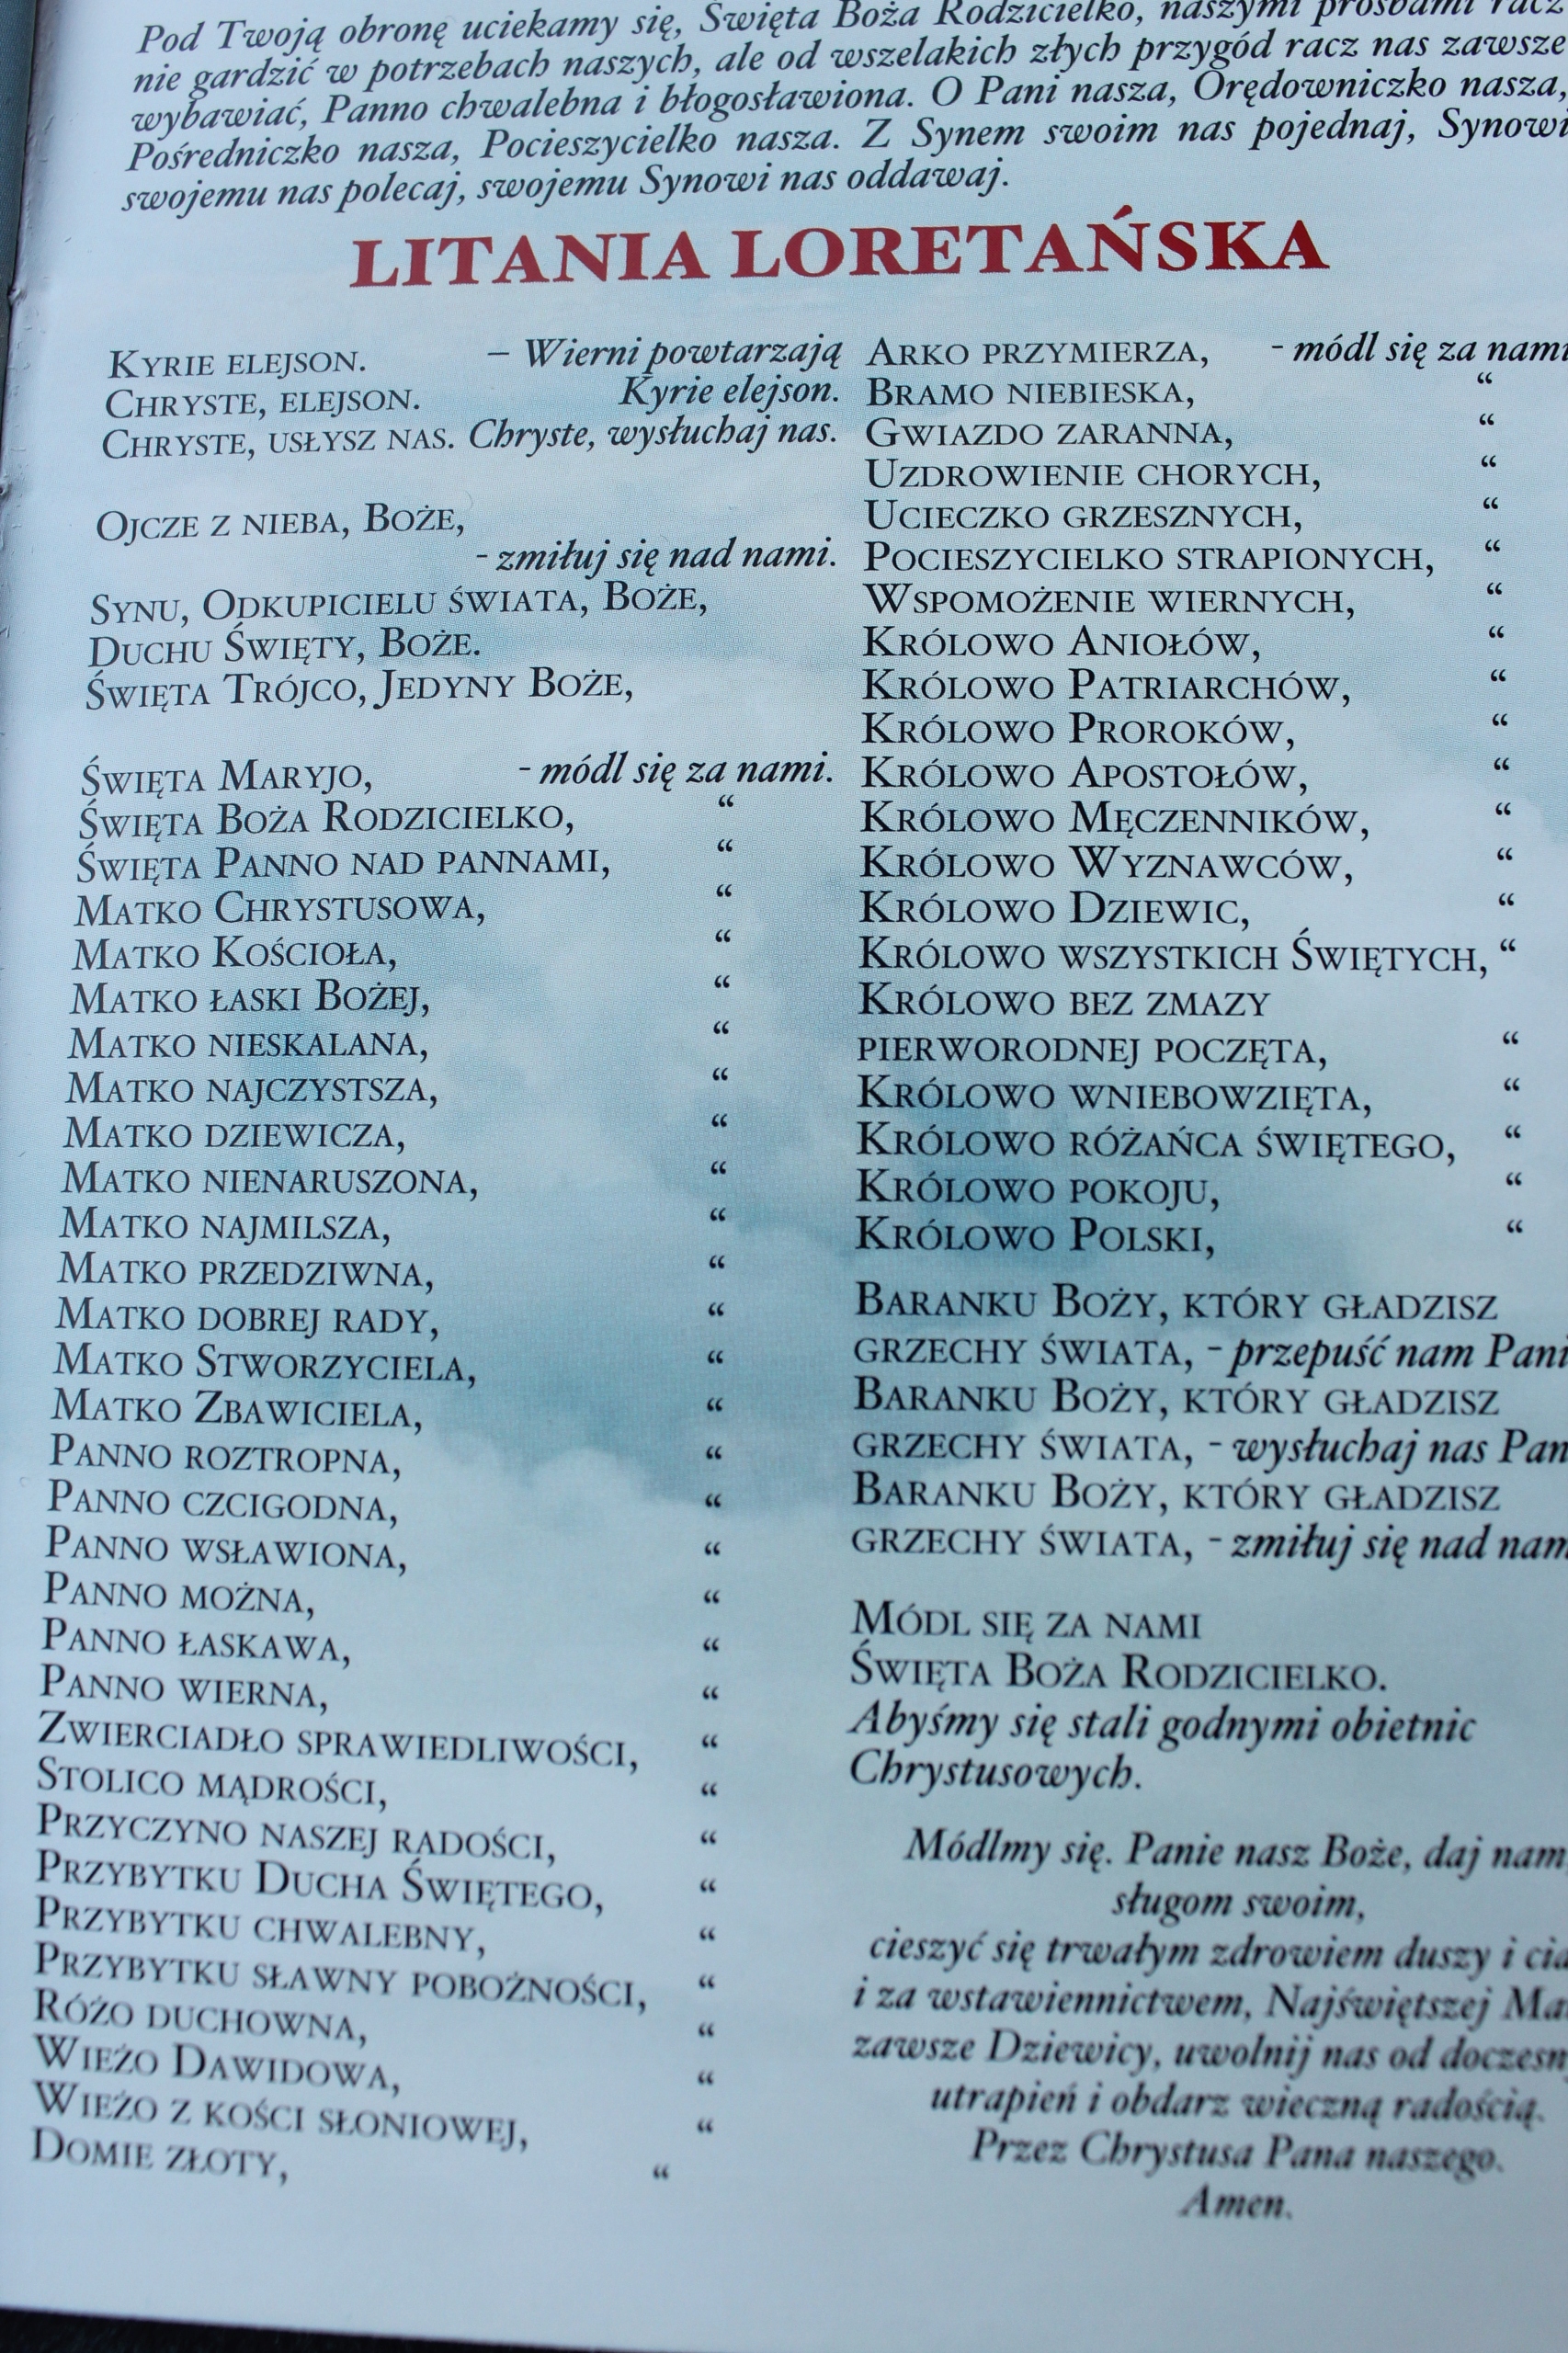 Pod Twoją obronę uciekamy się, Święta Boża Rodzicielko, naszymi prośbami racz
nie gardzić w potrzebach naszych, ale od wszelakich złych przygód racz nas zawsze
wybawiać, Panno chwalebna i błogosławiona. O Pani nasza, Orędowniczko nasza,
Pośredniczko nasza, Pocieszycielko nasza. Z Synem swoim nas pojednaj, Synowi
swojemu nas polecaj, swojemu Synowi nas oddawaj.
LITANIA LORETAŃSKA
KYRIE ELEJSON. – Wierni powtarzają
CHRYSTE, ELEJSON. Kyrie elejson.
CHRYSTE, USŁYSZ NAS. Chryste, wysłuchaj nas.
OJCZE Z NIEBA, BOŻE,
- zmiłuj się nad nami.
SYNU, ODKUPICIELU ŚWIATA, BOŻE,
DUCHU ŚWIĘTY, BOŻE.
ŚWIĘTA TRÓJCO, JEDYNY BOŻE,
ŚWIĘTA MARYJO, - módl się za nami.
ŚWIĘTA BOŻA RODZICIELKO, “
ŚWIĘTA PANNO NAD PANNAMI, “
MATKO CHRYSTUSOWA, “
MATKO KOŚCIOŁA, “
MATKO ŁASKI BOŻEJ, “
MATKO NIESKALANA, “
MATKO NAJCZYSTSZA, “
MATKO DZIEWICZA, “
MATKO NIENARUSZONA, “
MATKO NAJMILSZA, “
MATKO PRZEDZIWNA, “
MATKO DOBREJ RADY, “
MATKO STWORZYCIELA, “
MATKO ZBAWICIELA, “
PANNO ROZTROPNA, “
PANNO CZCIGODNA, “
PANNO WSŁAWIONA, “
PANNO MOŻNA, “
PANNO ŁASKAWA, “
PANNO WIERNA, “
ZWIERCIADŁO SPRAWIEDLIWOŚCI, “
STOLICO MĄDROŚCI, “
PRZYCZYNO NASZEJ RADOŚCI, “
PRZYBYTKU DUCHA ŚWIĘTEGO, “
PRZYBYTKU CHWALEBNY, “
PRZYBYTKU SŁAWNY POBOŻNOŚCI, “
RÓŻO DUCHOWNA, “
WIEŻO DAWIDOWA, “
WIEŻO Z KOŚCI SŁONIOWEJ, “
DOMIE ZŁOTY, “
ARKO PRZYMIERZA, - módl się za nami
BRAMO NIEBIESKA, “
GWIAZDO ZARANNA, “
UZDROWIENIE CHORYCH, “
UCIECZKO GRZESZNYCH, “
POCIESZYCIELKO STRAPIONYCH, “
WSPOMOŻENIE WIERNYCH, “
KRÓLOWO ANIOŁÓW, “
KRÓLOWO PATRIARCHÓW, “
KRÓLOWO PROROKÓW, “
KRÓLOWO APOSTOŁÓW, “
KRÓLOWO MĘCZENNIKÓW, “
KRÓLOWO WYZNAWCÓW, “
KRÓLOWO DZIEWIC, “
KRÓLOWO WSZYSTKICH ŚWIĘTYCH, “
KRÓLOWO BEZ ZMAZY
PIERWORODNEJ POCZĘTA, “
KRÓLOWO WNIEBOWZIĘTA, “
KRÓLOWO RÓŻAŃCA ŚWIĘTEGO, “
KRÓLOWO POKOJU, “
KRÓLOWO POLSKI, “
BARANKU BOŻY, KTÓRY GŁADZISZ
GRZECHY ŚWIATA, - przepuść nam Pani
BARANKU BOŻY, KTÓRY GŁADZISZ
GRZECHY ŚWIATA, - wysłuchaj nas Pan
BARANKU BOŻY, KTÓRY GŁADZISZ
GRZECHY ŚWIATA, - zmiłuj się nad nam
MÓDL SIĘ ZA NAMI
ŚWIĘTA BOŻA RODZICIELKO.
Abyśmy się stali godnymi obietnic
Chrystusowych.
Módlmy się. Panie nasz Boże, daj nam
sługom swoim,
cieszyć się trwałym zdrowiem duszy i cia
i za wstawiennictwem, Najświętszej Ma
zawsze Dziewicy, uwolnij nas od doczesn
utrapień i obdarz wieczną radością.
Przez Chrystusa Pana naszego.
Amen.